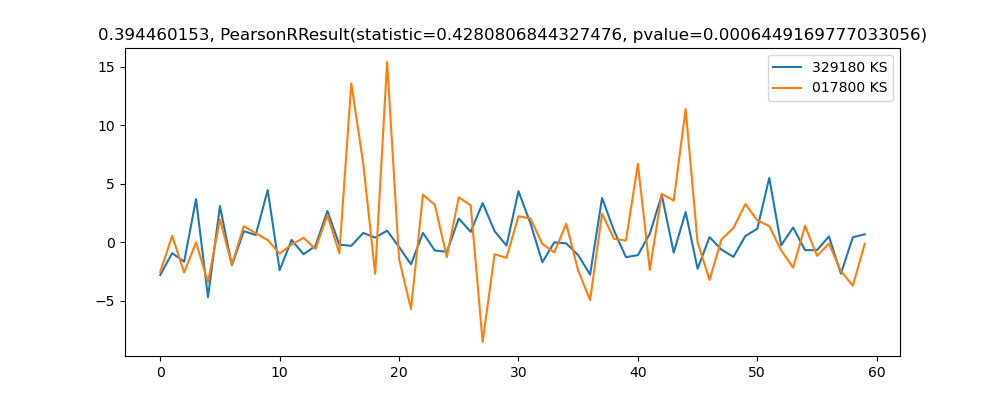 0.394460153, PearsonRResult(statistic=0.4280806844327476, pvalue=0.0006449169777033056)
329180 KS
017800 KS
15
10
5
0
−5
0 10 20 30 40 50 60